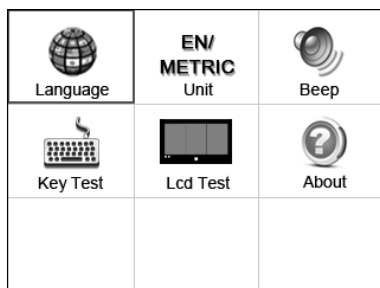 EN/
METRIC
Language
Unit
Beep
Key Test
Lcd Test
About